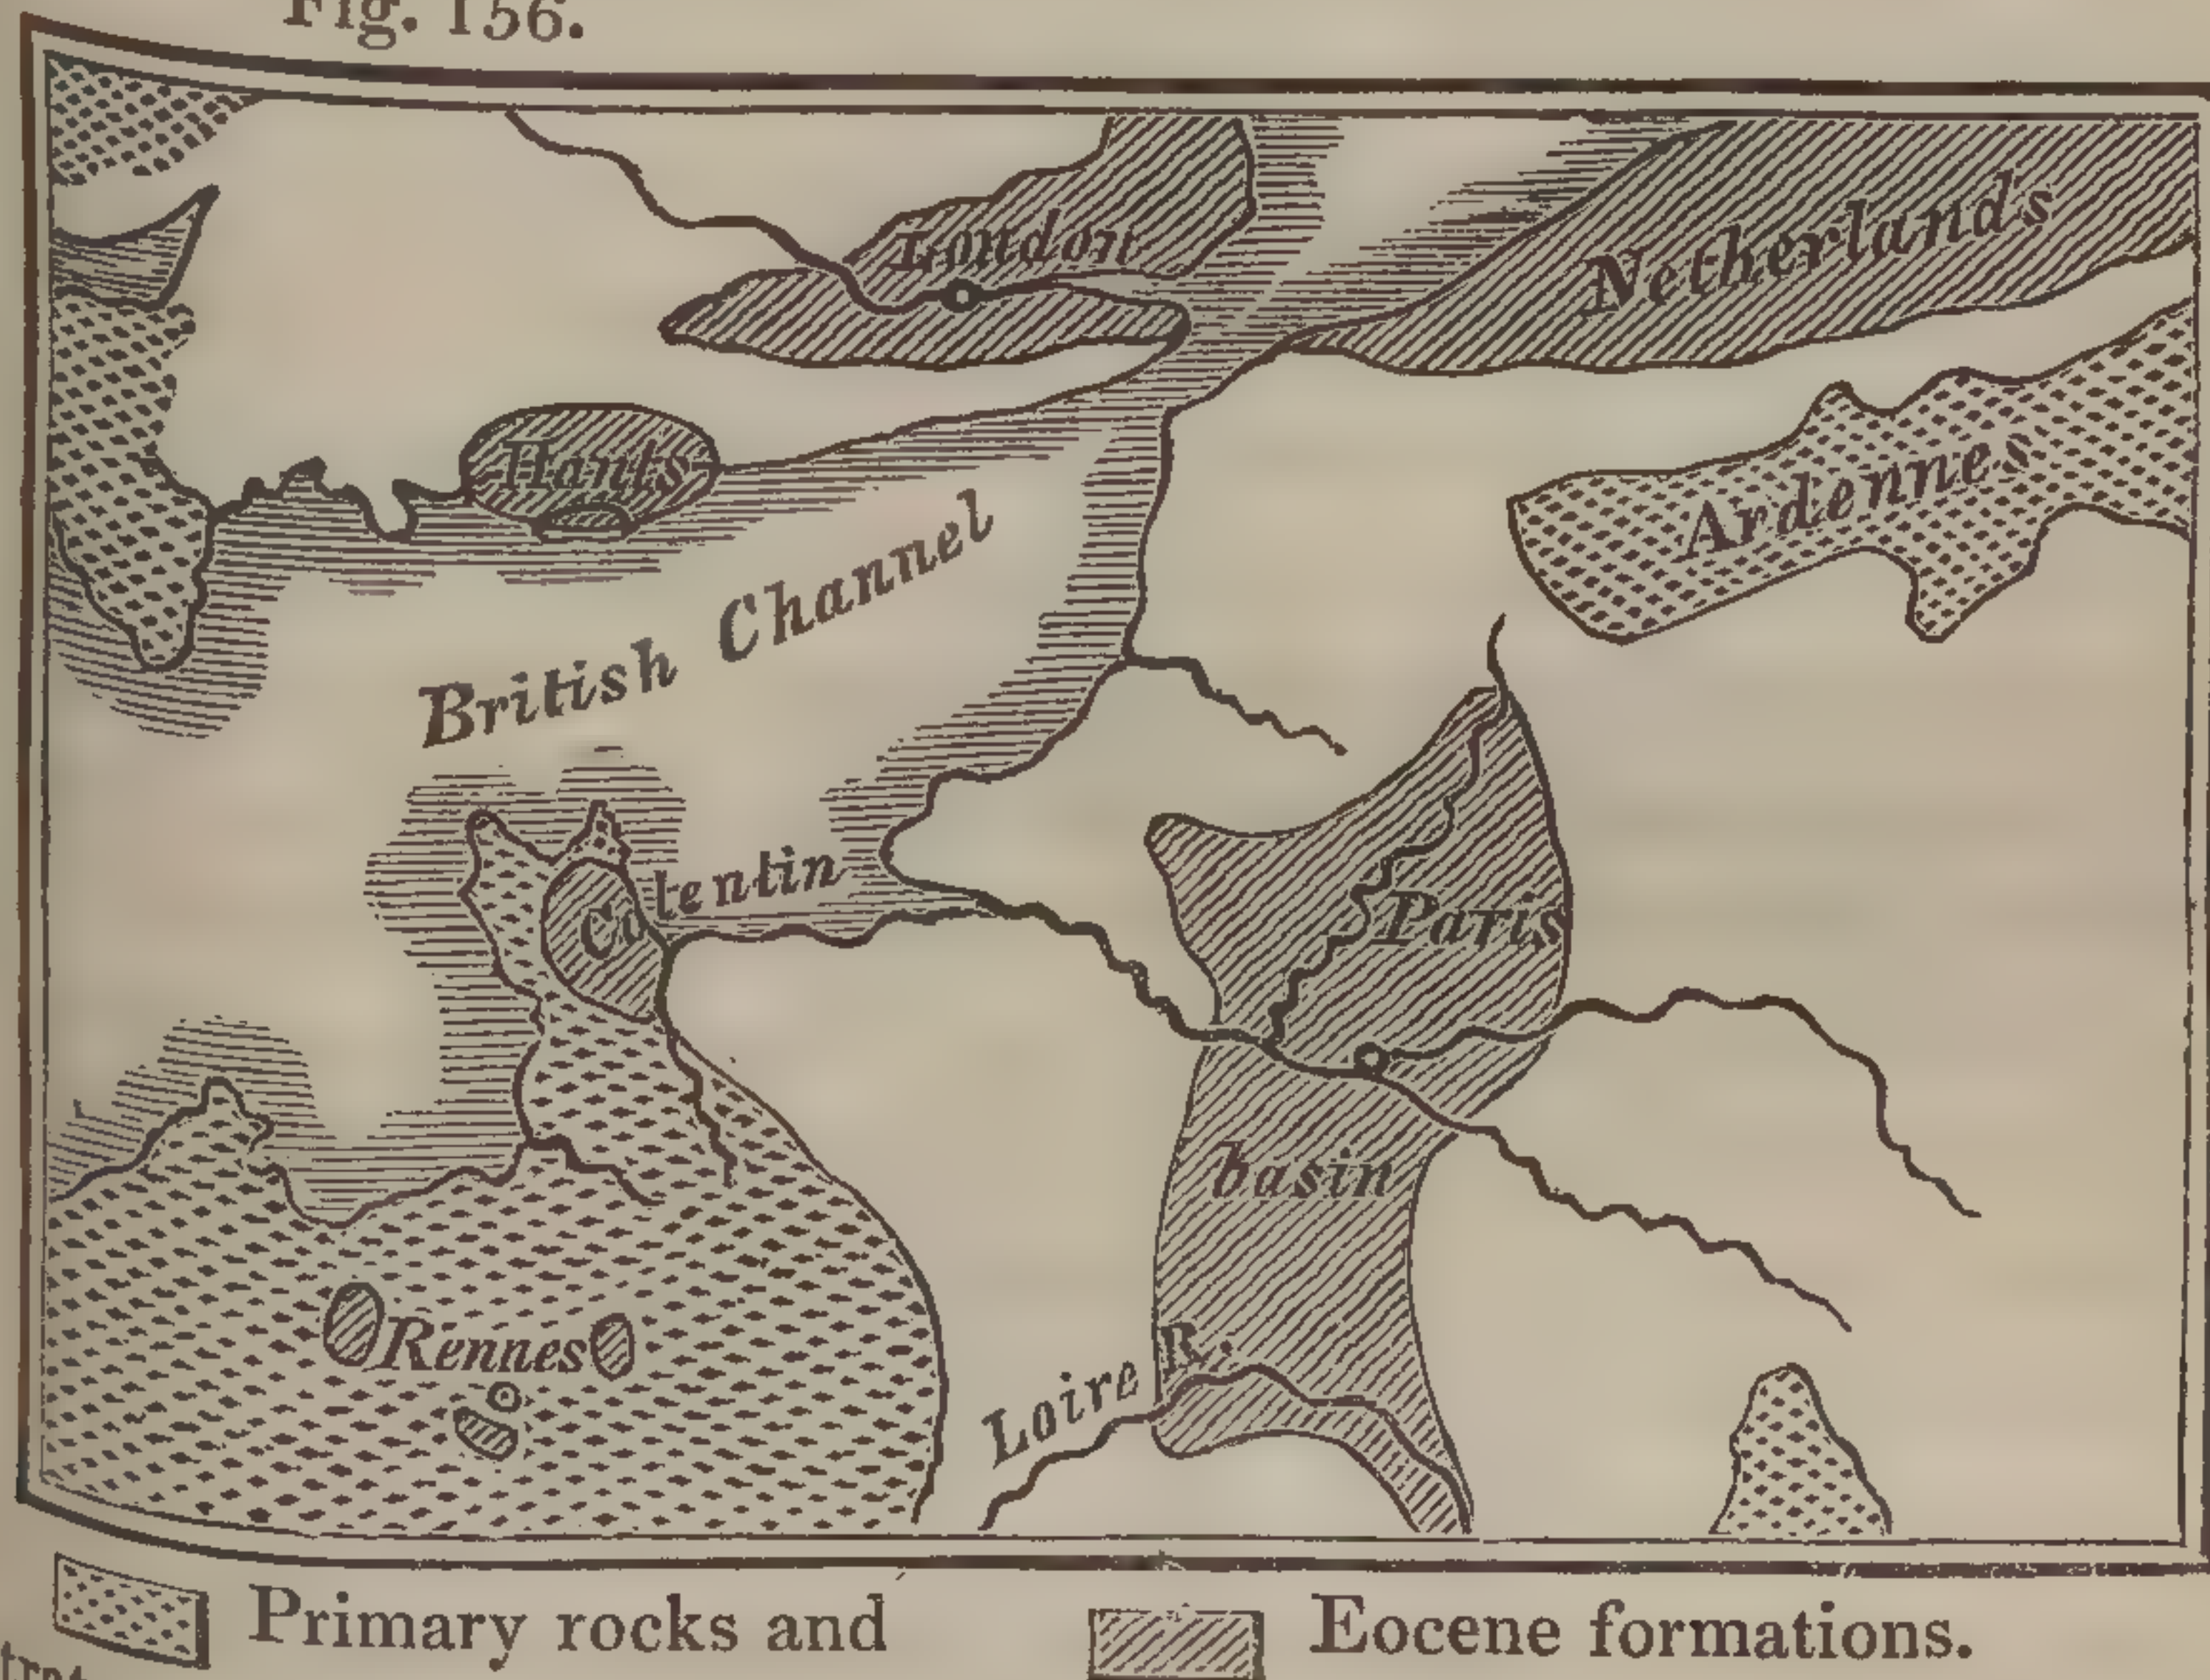 Fig. 156.
London
Netherlands
Hants
Ardennes
British Channel
Cotentin
Paris
basin
Rennes
Loire R.
Primary rocks and
Eocene formations.